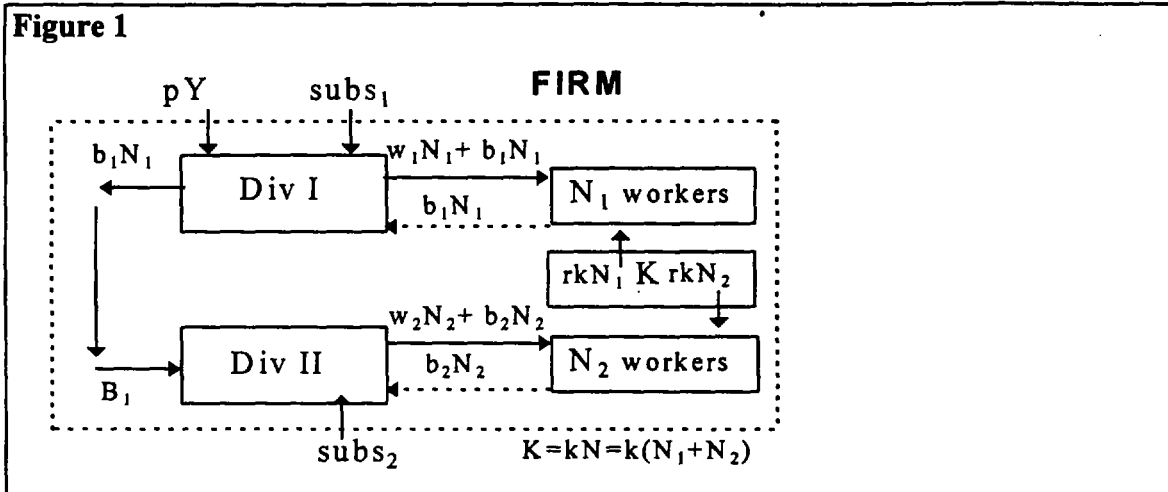 Figure 1
FIRM
pY subs₁
b₁N₁
w₁N₁+ b₁N₁
Div I
N₁ workers
b₁N₁
rkN₁ K rkN₂
w₂N₂+ b₂N₂
Div II
N₂ workers
b₂N₂
B₁
subs₂
K=kN=k(N₁+N₂)